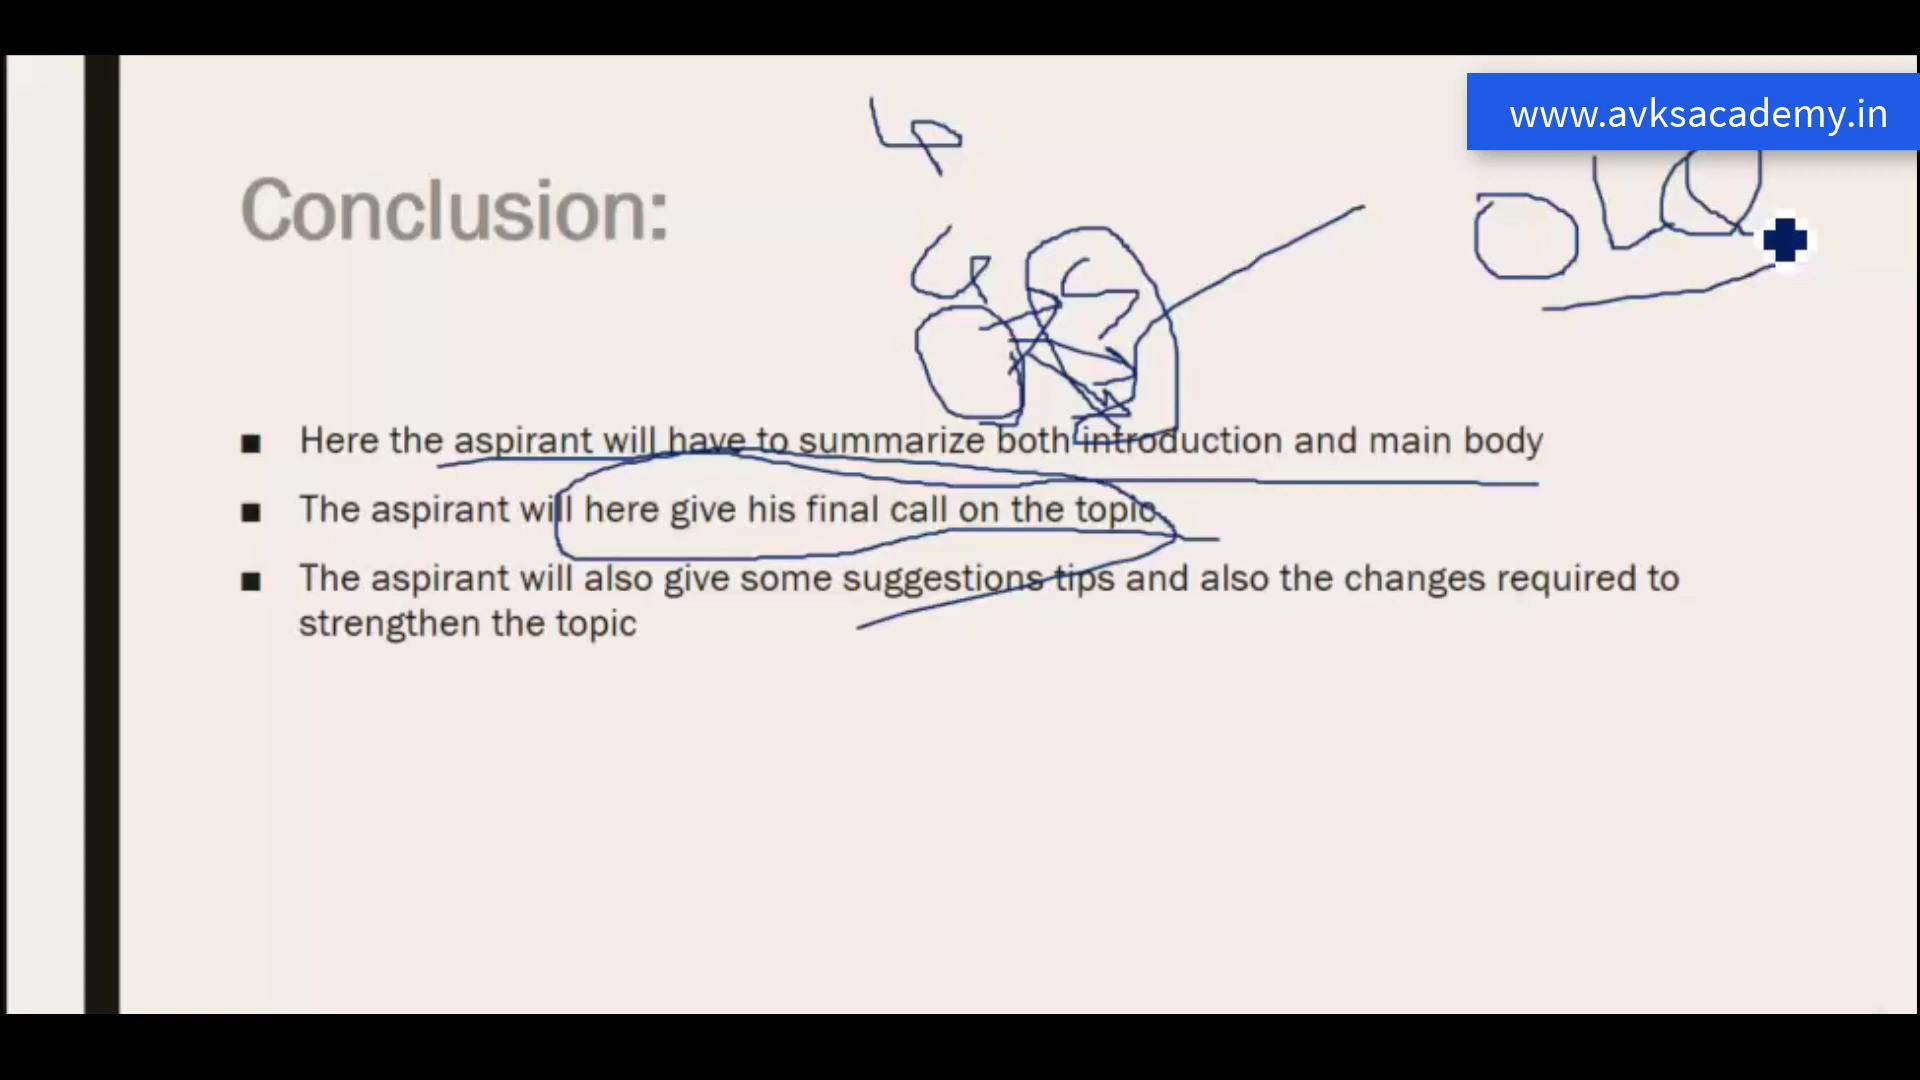 www.avksacademy.in
Conclusion:
■ Here the aspirant will have to summarize both introduction and main body
■ The aspirant will here give his final call on the topic
■ The aspirant will also give some suggestions tips and also the changes required to
strengthen the topic